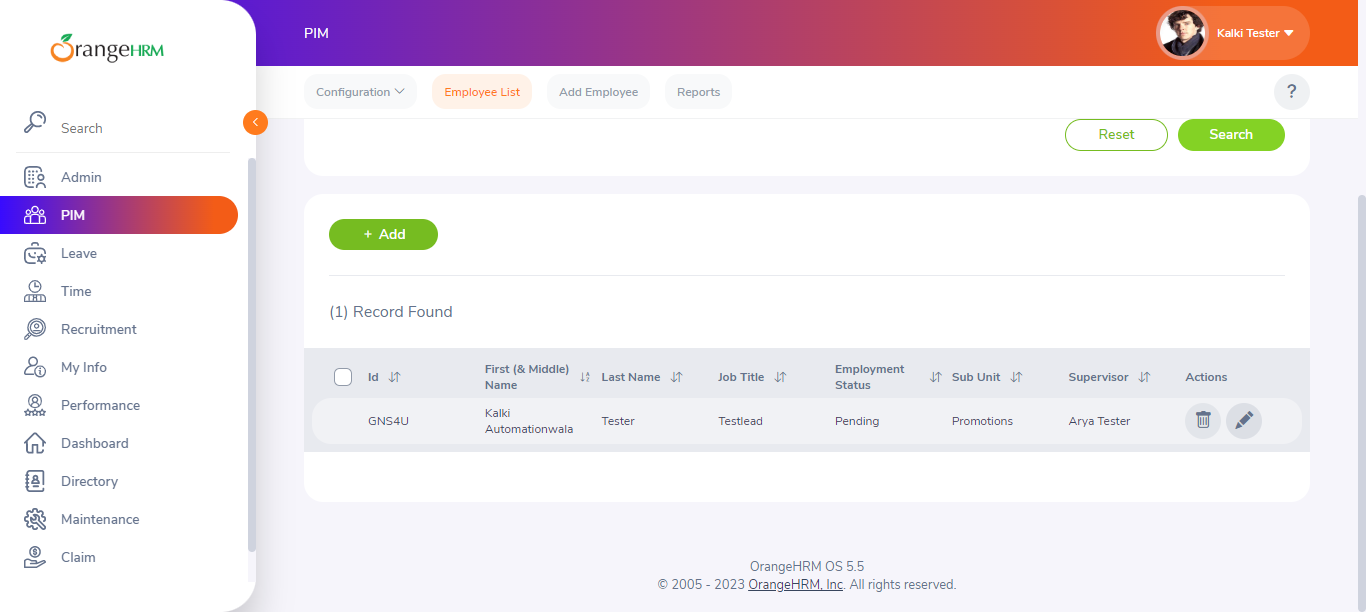 OrangeHRM
Search
Admin
PIM
Leave
Time
Recruitment
My Info
Performance
Dashboard
Directory
Maintenance
Claim
PIM
Kalki Tester
Configuration
Employee List
Add Employee
Reports
?
Reset
Search
+ Add
(1) Record Found
Id
First (& Middle)
Name
Last Name
Job Title
Employment
Status
Sub Unit
Supervisor
Actions
GNS4U
Kalki
Automationwala
Tester
Testlead
Pending
Promotions
Arya Tester
OrangeHRM OS 5.5
© 2005 - 2023 OrangeHRM, Inc. All rights reserved.